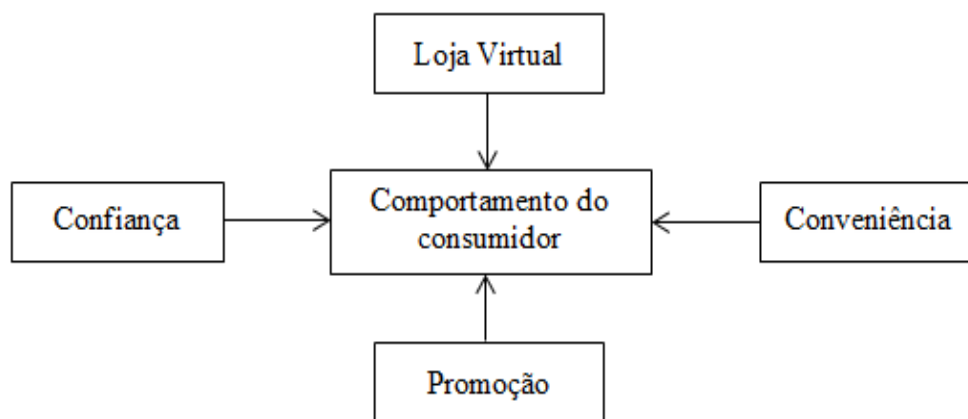 Loja Virtual
Confiança
Comportamento do
consumidor
Conveniência
Promoção